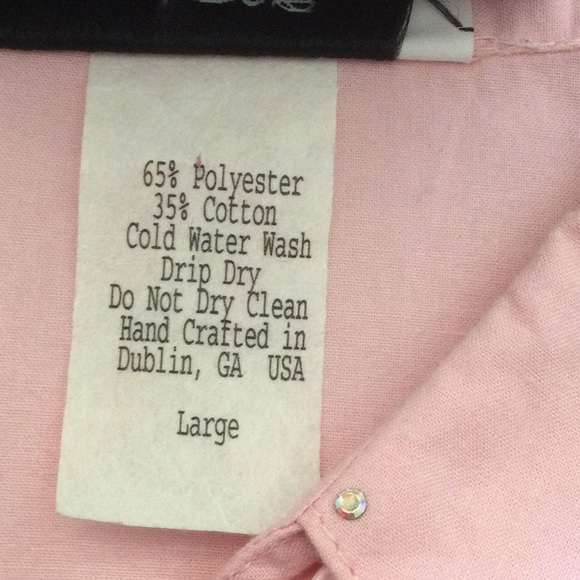 65% Polyester
35% Cotton
Cold Water Wash
Drip Dry
Do Not Dry Clean
Hand Crafted in
Dublin, GA USA
Large